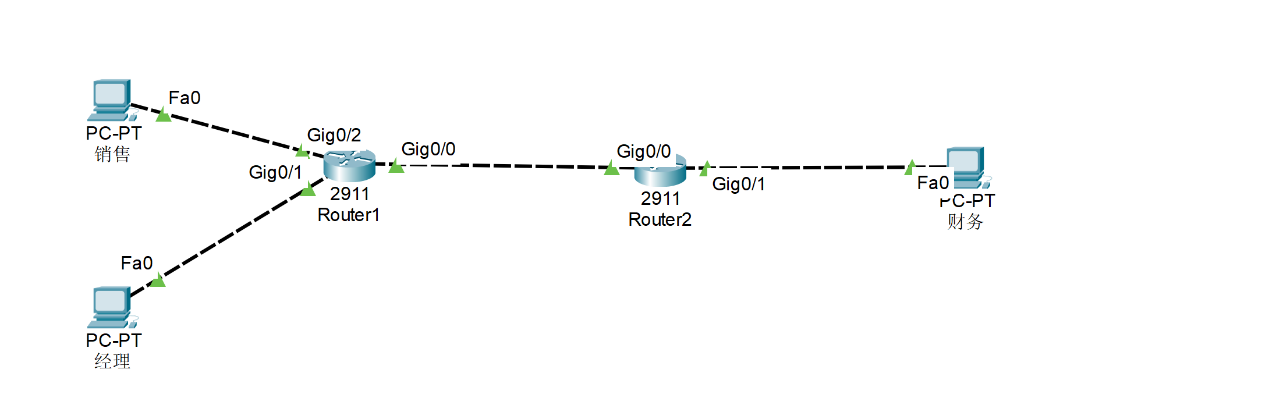 Fa0
PC-PT
销售
Gig0/2
Gig0/1
Gig0/0
2911
Router1
Gig0/0
Gig0/1
2911
Router2
Fa0
PC-PT
财务
Fa0
PC-PT
经理